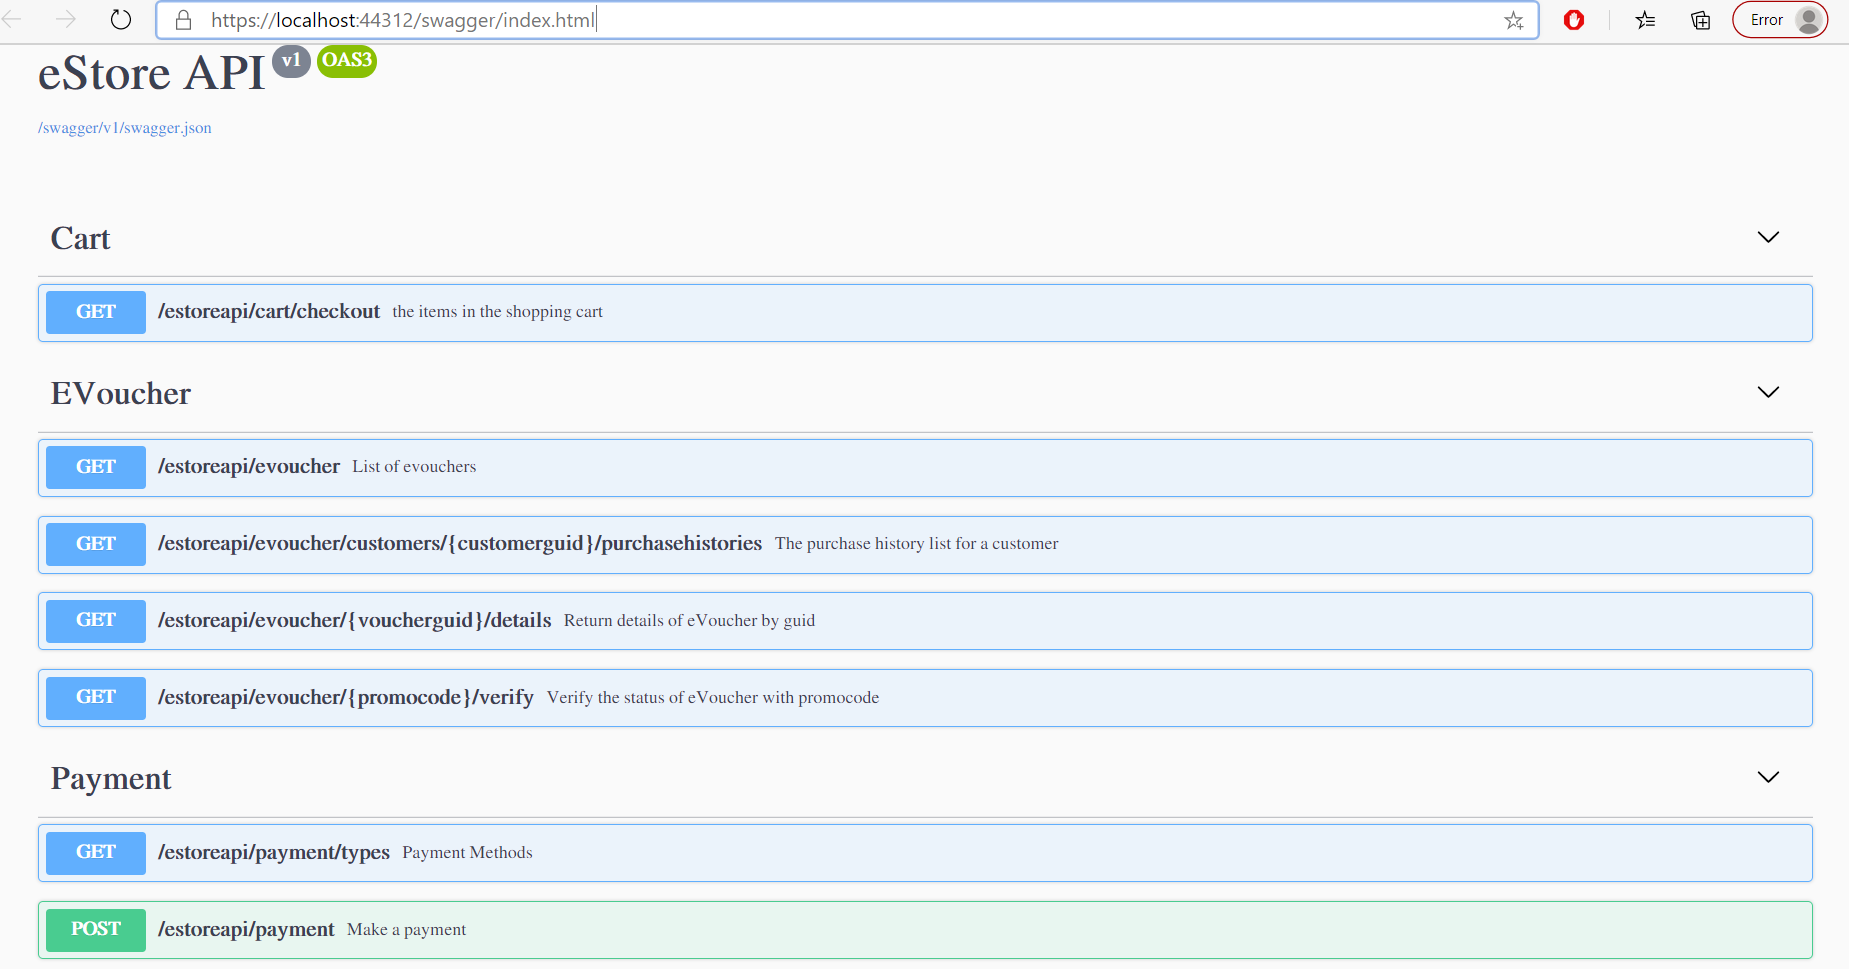 https://localhost:44312/swagger/index.html
Error
eStore API v1 OAS3
/swagger/v1/swagger.json
Cart
GET /estoreapi/cart/checkout the items in the shopping cart
EVoucher
GET /estoreapi/evoucher List of evouchers
GET /estoreapi/evoucher/customers/{customerguid}/purchasehistories The purchase history list for a customer
GET /estoreapi/evoucher/{voucherguid}/details Return details of eVoucher by guid
GET /estoreapi/evoucher/{promocode}/verify Verify the status of eVoucher with promocode
Payment
GET /estoreapi/payment/types Payment Methods
POST /estoreapi/payment Make a payment